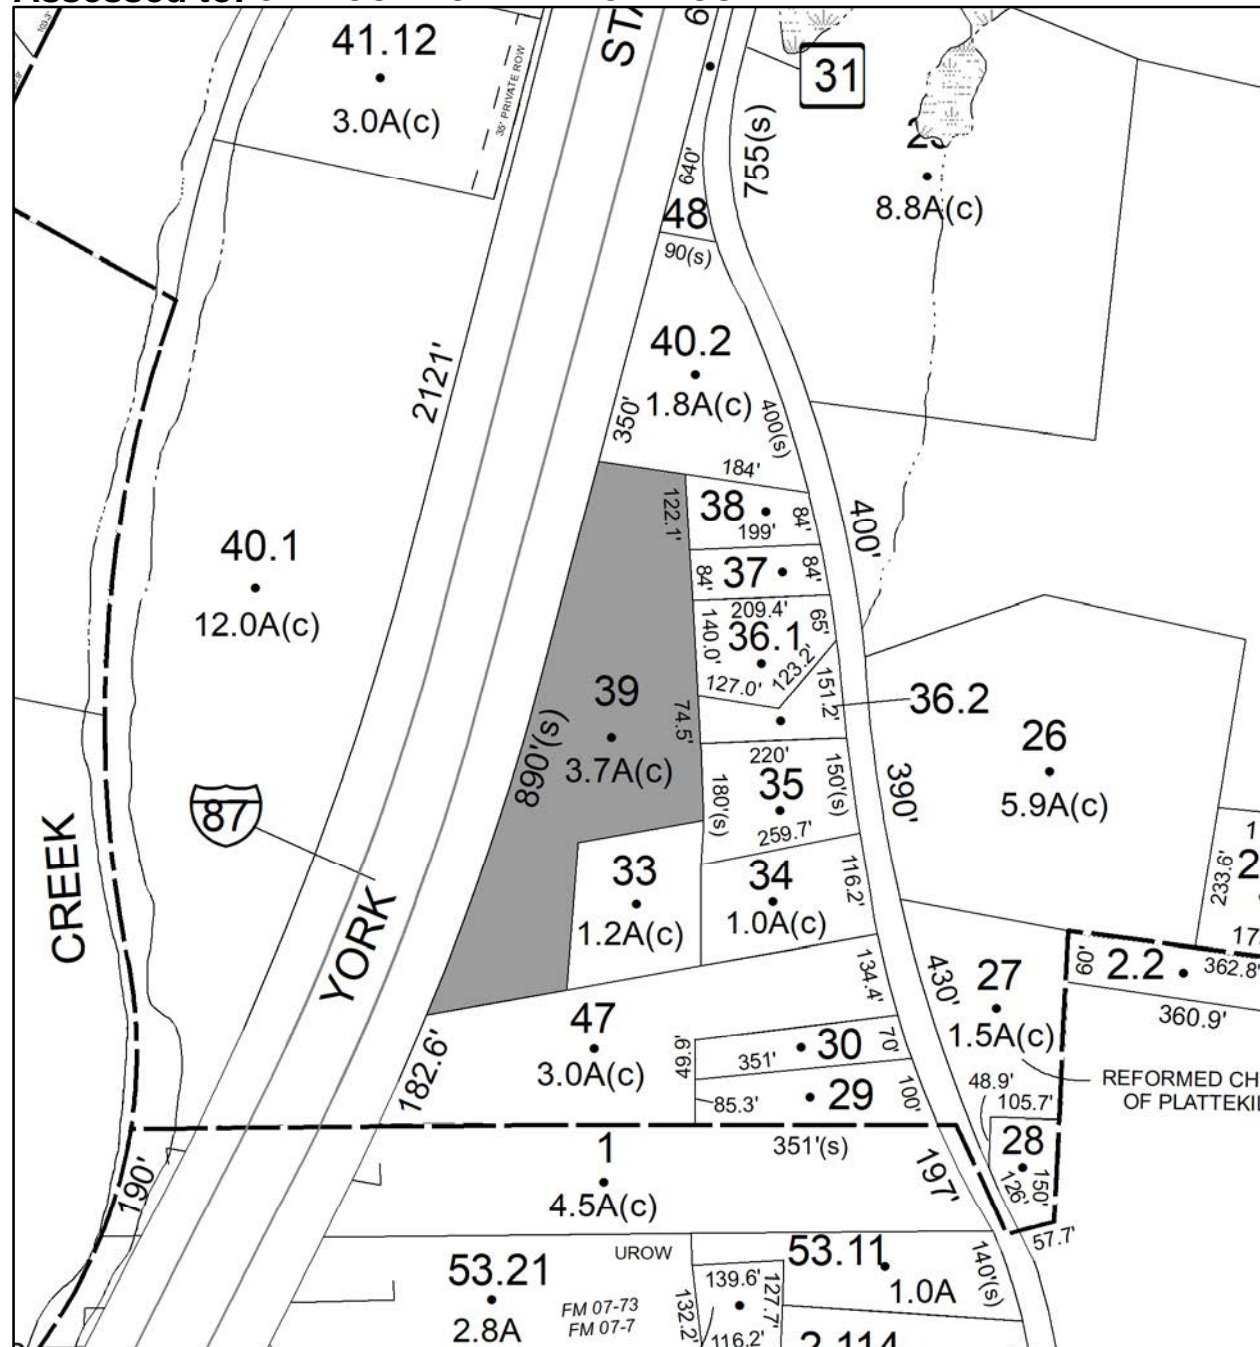 103.3'
41.12
3.0A(c)
35' PRIVATE ROW
31
755(s)
640'
48
90(s)
8.8A(c)
2121'
40.2
1.8A(c)
350'
400(s)
184'
122.1'
38
199'
84'
400'
84'
37
84'
40.1
12.0A(c)
209.4'
140.0'
36.1
65'
127.0'
123.2'
151.2'
36.2
39
3.7A(c)
890'(s)
74.5'
220'
180'(s)
35
150'(s)
259.7'
390'
26
5.9A(c)
87
CREEK
YORK
33
1.2A(c)
34
1.0A(c)
116.2'
233.6'
134.4'
430'
27
1.5A(c)
60'
2.2
362.8'
360.9'
47
3.0A(c)
182.6'
49.9'
351'
30
70'
85.3'
29
100'
48.9'
105.7'
REFORMED CH
OF PLATTEKIL
28
126'
150'
57.7'
190'
1
4.5A(c)
351'(s)
197'
UROW
53.21
2.8A
FM 07-73
FM 07-7
53.11
1.0A
140'(s)
139.6'
127.7'
132.2'
116.2'
2.114